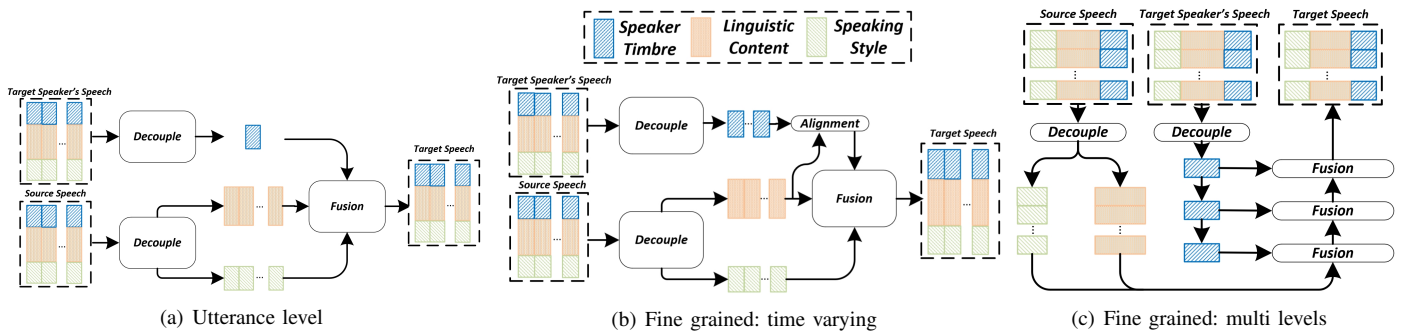 Speaker Timbre
Linguistic Content
Speaking Style
Target Speaker's Speech
Decouple
Source Speech
Decouple
Fusion
Target Speech
...
...
...
...
...
(a) Utterance level
Target Speaker's Speech
Decouple
...
Alignment
Source Speech
Decouple
Fusion
Target Speech
...
...
...
...
...
(b) Fine grained: time varying
Source Speech
Target Speaker's Speech
Target Speech
...
...
...
Decouple
Decouple
Fusion
Fusion
Fusion
...
...
(c) Fine grained: multi levels